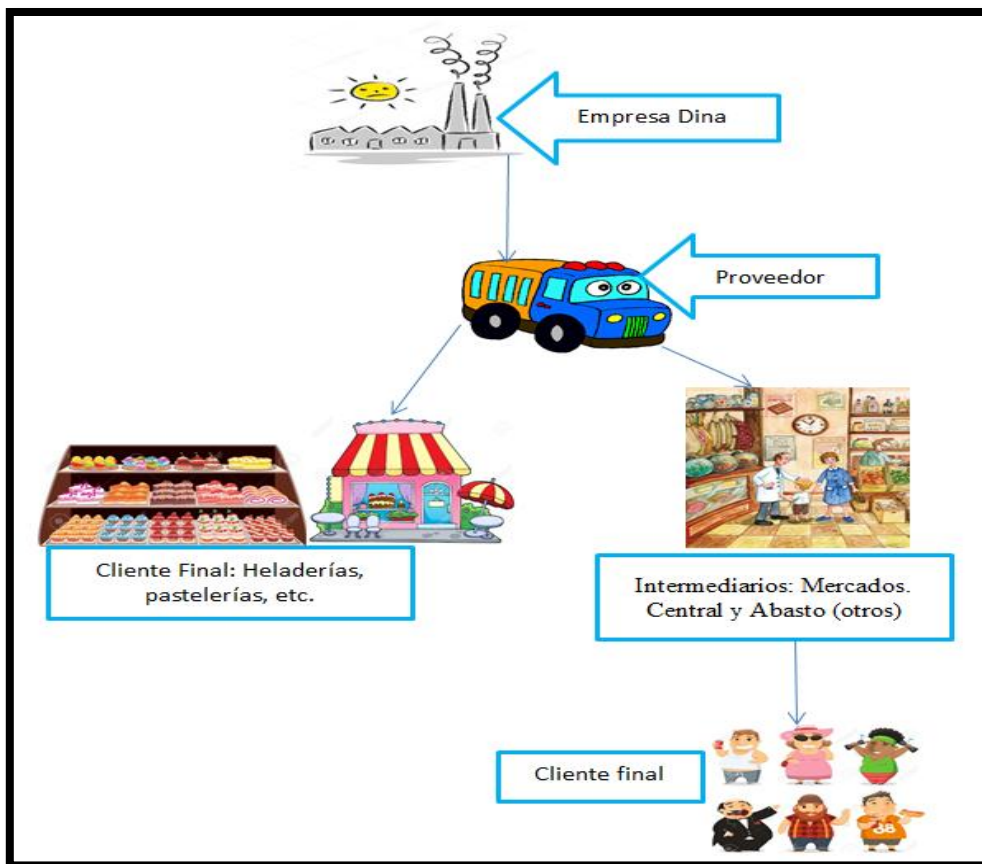 Empresa Dina
Proveedor
Cliente Final: Heladerías,
pastelerías, etc.
Intermediarios: Mercados.
Central y Abasto (otros)
Cliente final